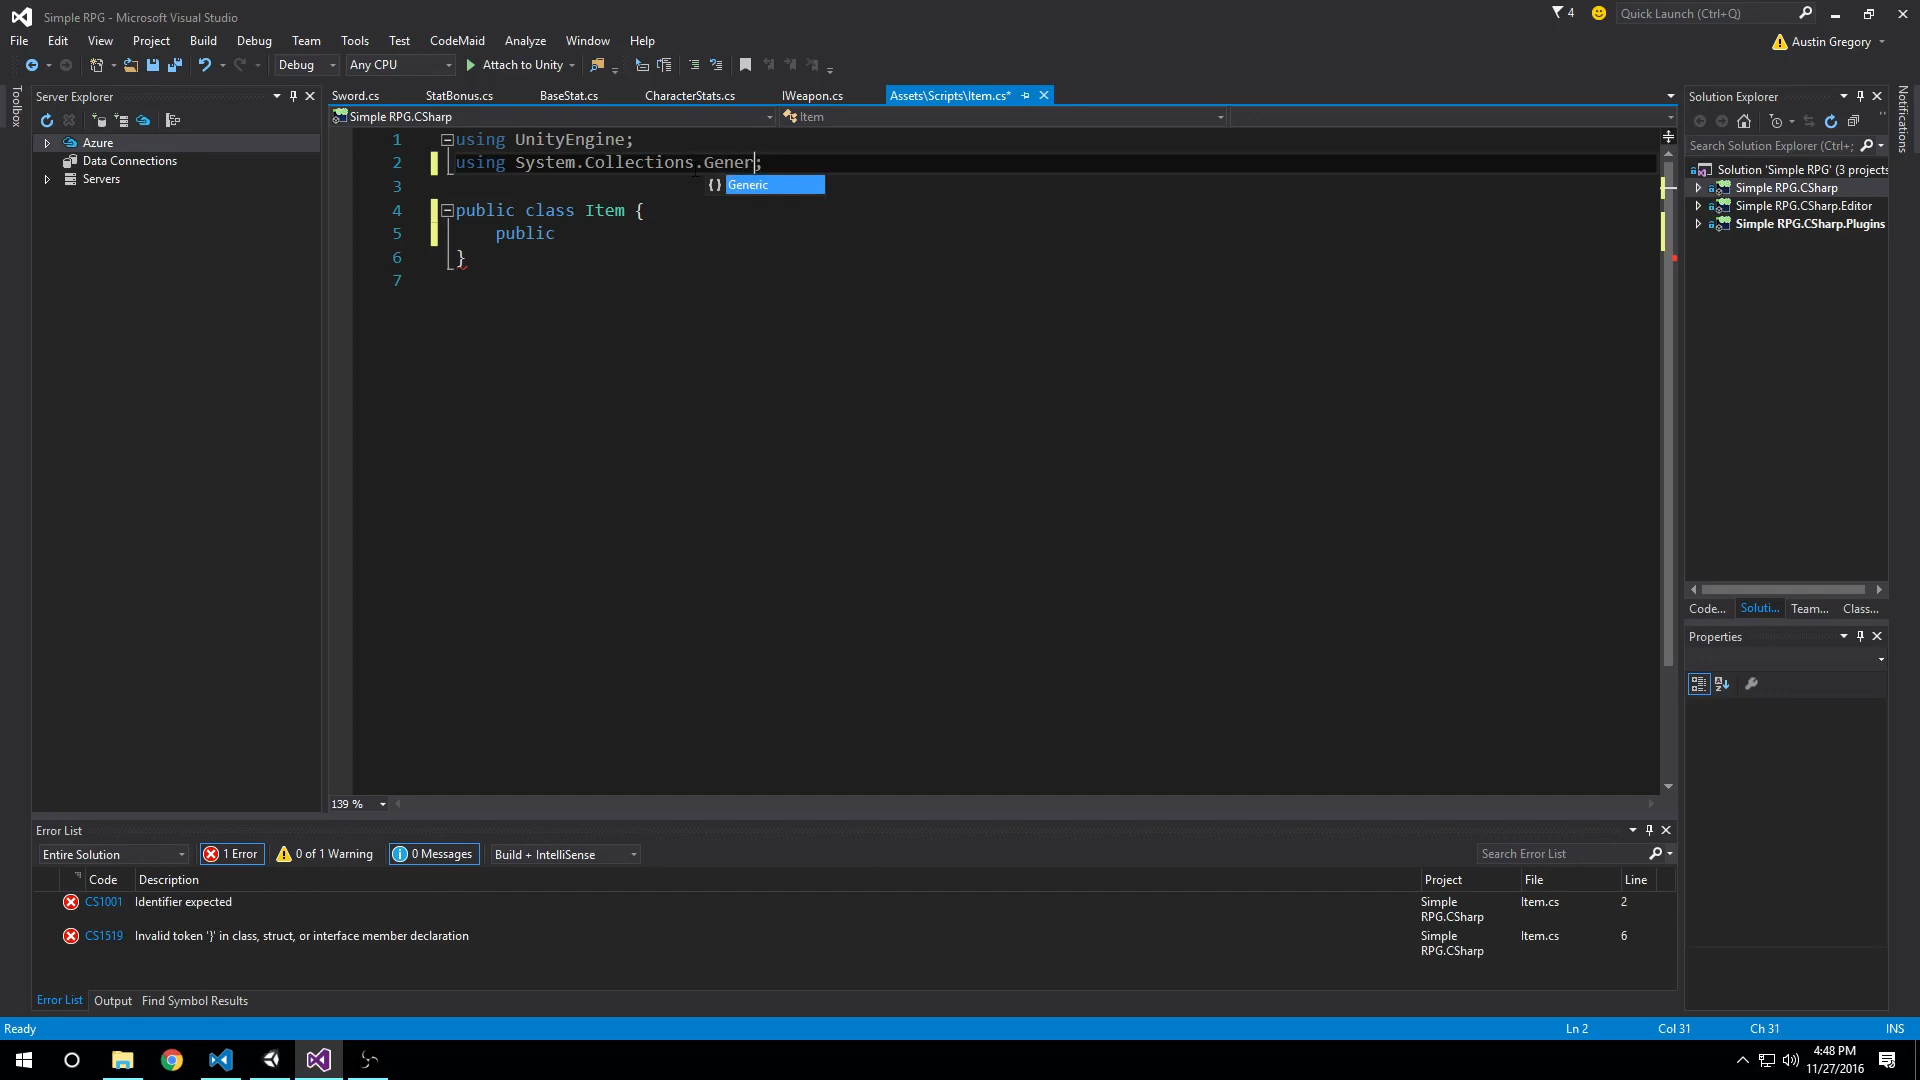 Simple RPG - Microsoft Visual Studio
4
Quick Launch (Ctrl+Q)
File Edit View Project Build Debug Team Tools Test CodeMaid Analyze Window Help
Austin Gregory
Debug Any CPU Attach to Unity
Toolbox
Server Explorer
Azure
Data Connections
Servers
Sword.cs StatBonus.cs BaseStat.cs CharacterStats.cs IWeapon.cs Assets\Scripts\Item.cs*
Simple RPG.CSharp Item
1 using UnityEngine;
2 using System.Collections.Gener;
{} Generic
3
4 public class Item {
5 public
6 }
7
139 %
Solution Explorer
Search Solution Explorer (Ctrl+;
Solution 'Simple RPG' (3 projects
Simple RPG.CSharp
Simple RPG.CSharp.Editor
Simple RPG.CSharp.Plugins
Code... Soluti... Team... Class...
Properties
Notifications
Error List
Entire Solution 1 Error 0 of 1 Warning 0 Messages Build + IntelliSense Search Error List
Code Description Project File Line
CS1001 Identifier expected Simple RPG.CSharp Item.cs 2
CS1519 Invalid token '}' in class, struct, or interface member declaration Simple RPG.CSharp Item.cs 6
Error List Output Find Symbol Results
Ready Ln 2 Col 31 Ch 31 INS
4:48 PM
11/27/2016